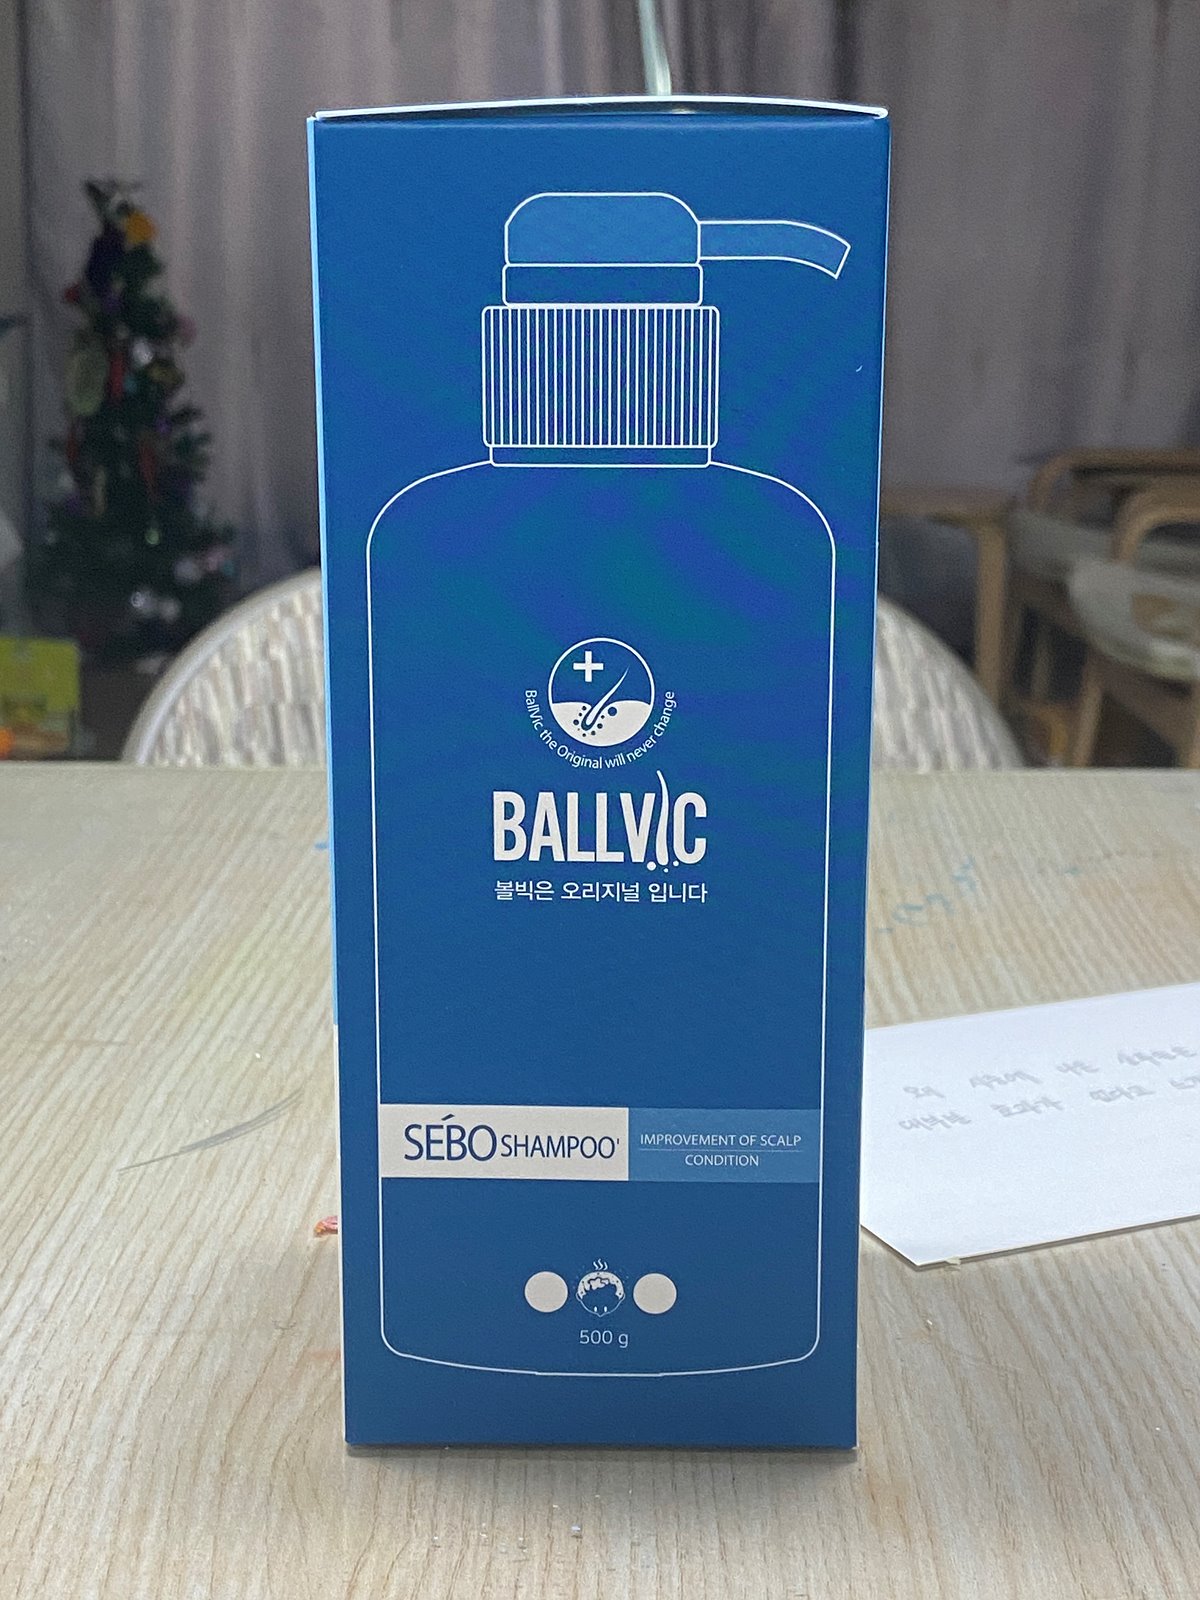 BallVic the Original will never change
BALLVIC
볼빅은 오리지널 입니다
SÉBO SHAMPOO'
IMPROVEMENT OF SCALP
CONDITION
500 g